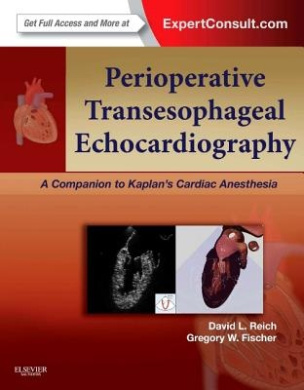 Get Full Access and More at
ExpertConsult.com
Perioperative
Transesophageal
Echocardiography
A Companion to Kaplan's Cardiac Anesthesia
David L. Reich
Gregory W. Fischer
ELSEVIER